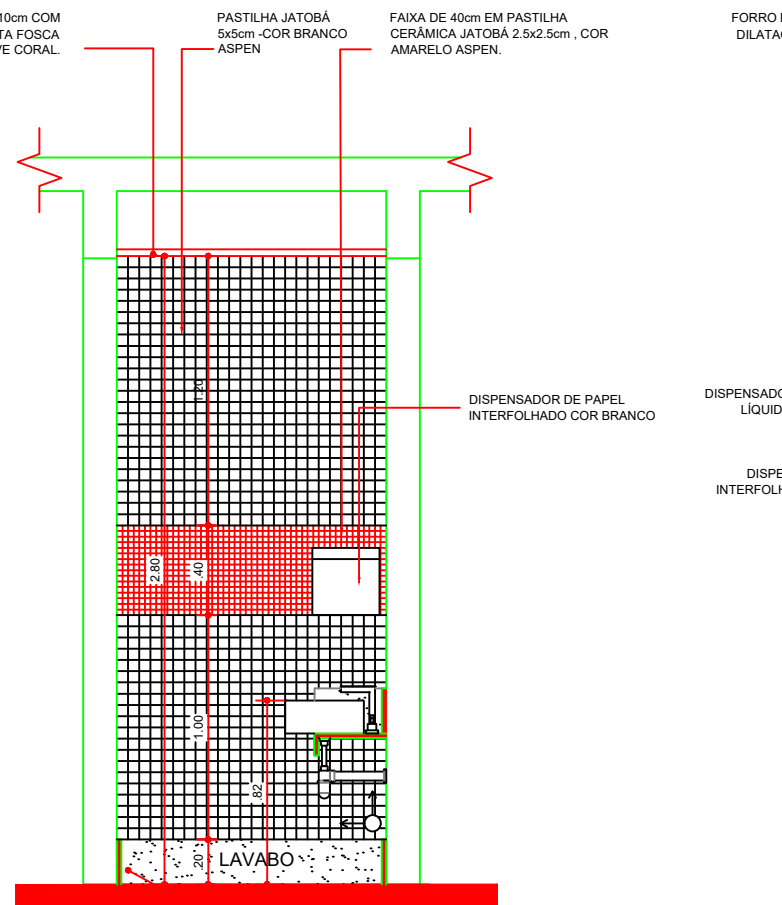 10cm COM
TA FOSCA
VE CORAL.
PASTILHA JATOBÁ
5x5cm -COR BRANCO
ASPEN
FAIXA DE 40cm EM PASTILHA
CERÂMICA JATOBÁ 2.5x2.5cm , COR
AMARELO ASPEN.
FORRO
DILATAÇ
1.20
DISPENSADOR DE PAPEL
INTERFOLHADO COR BRANCO
DISPENSADO
LÍQUID
DISPE
INTERFOLH
2.80
.40
1.00
.82
.20
LAVABO